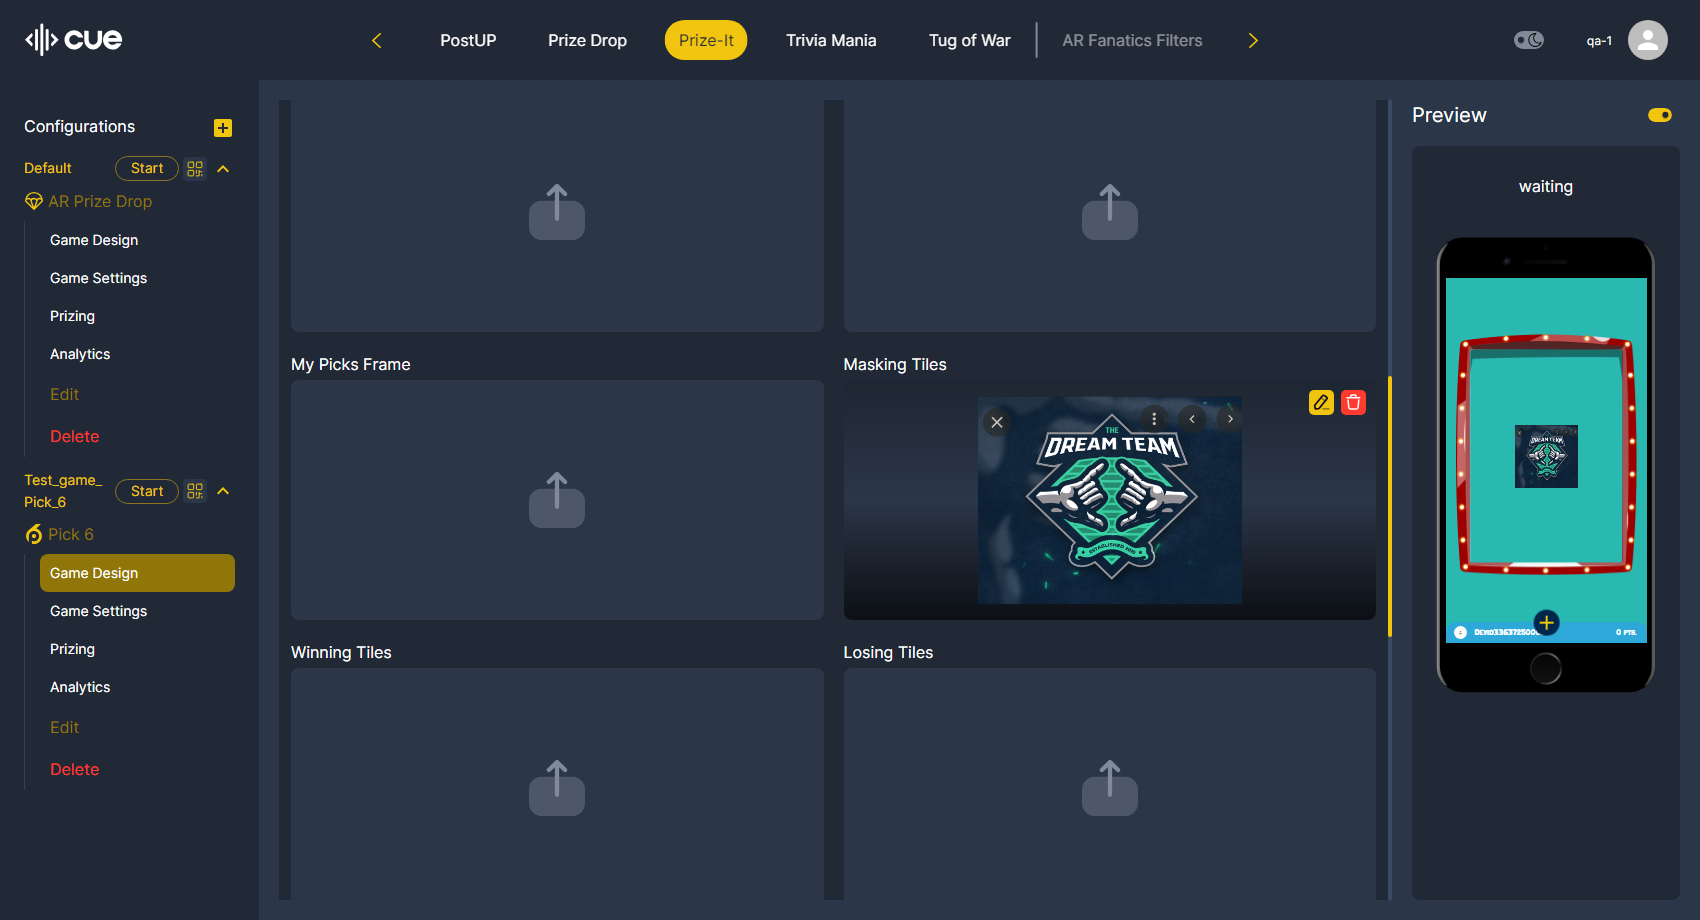 cue
PostUP
Prize Drop
Prize-It
Trivia Mania
Tug of War
AR Fanatics Filters
qa-1
Configurations
Default
Start
AR Prize Drop
Game Design
Game Settings
Prizing
Analytics
Edit
Delete
Test_game_
Pick_6
Start
Pick 6
Game Design
Game Settings
Prizing
Analytics
Edit
Delete
My Picks Frame
Masking Tiles
THE
DREAM TEAM
Winning Tiles
Losing Tiles
Preview
waiting
0 PTS.